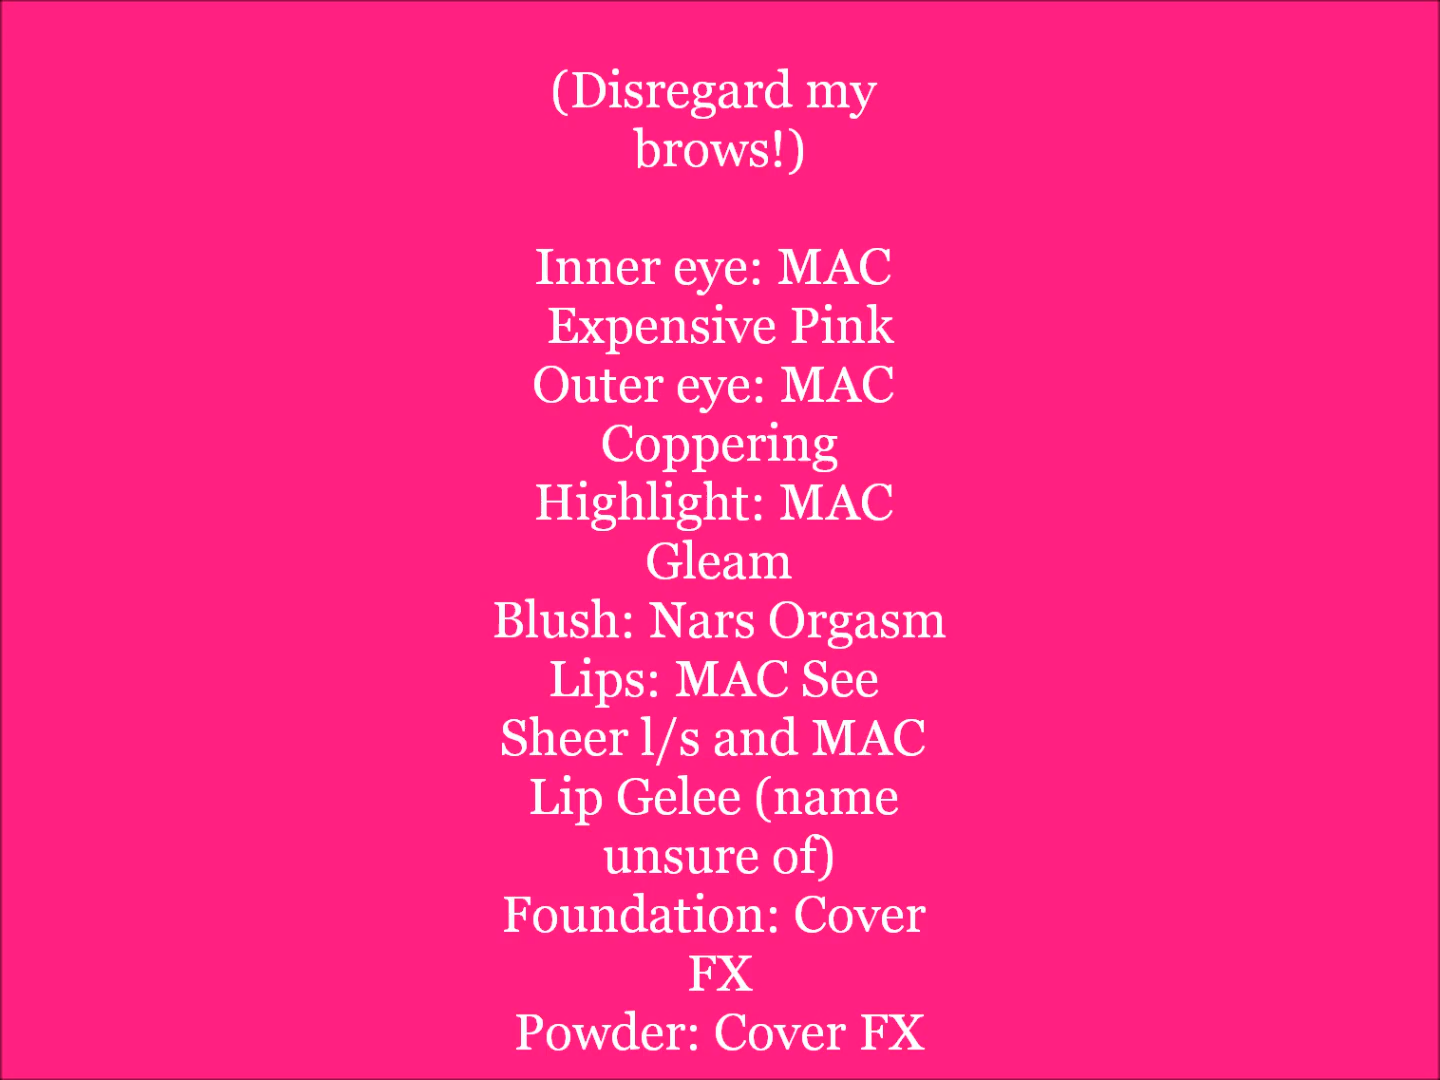 (Disregard my
brows!)
Inner eye: MAC
Expensive Pink
Outer eye: MAC
Coppering
Highlight: MAC
Gleam
Blush: Nars Orgasm
Lips: MAC See
Sheer l/s and MAC
Lip Gelee (name
unsure of)
Foundation: Cover
FX
Powder: Cover FX